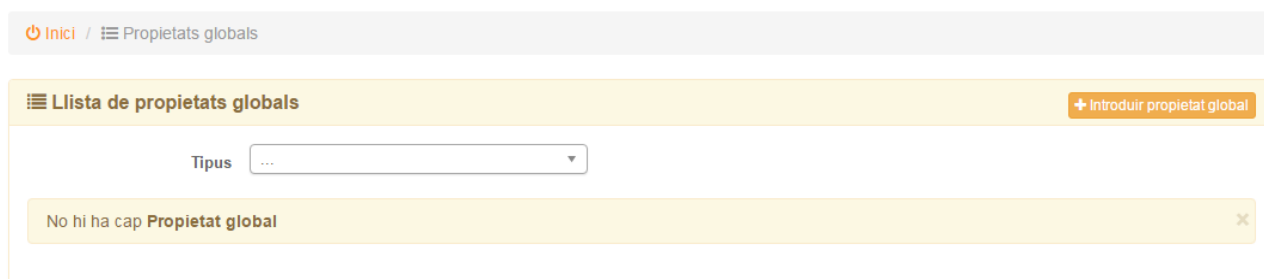 Inici / Propietats globals
Llista de propietats globals
+ Introduir propietat global
Tipus ...
No hi ha cap Propietat global ×